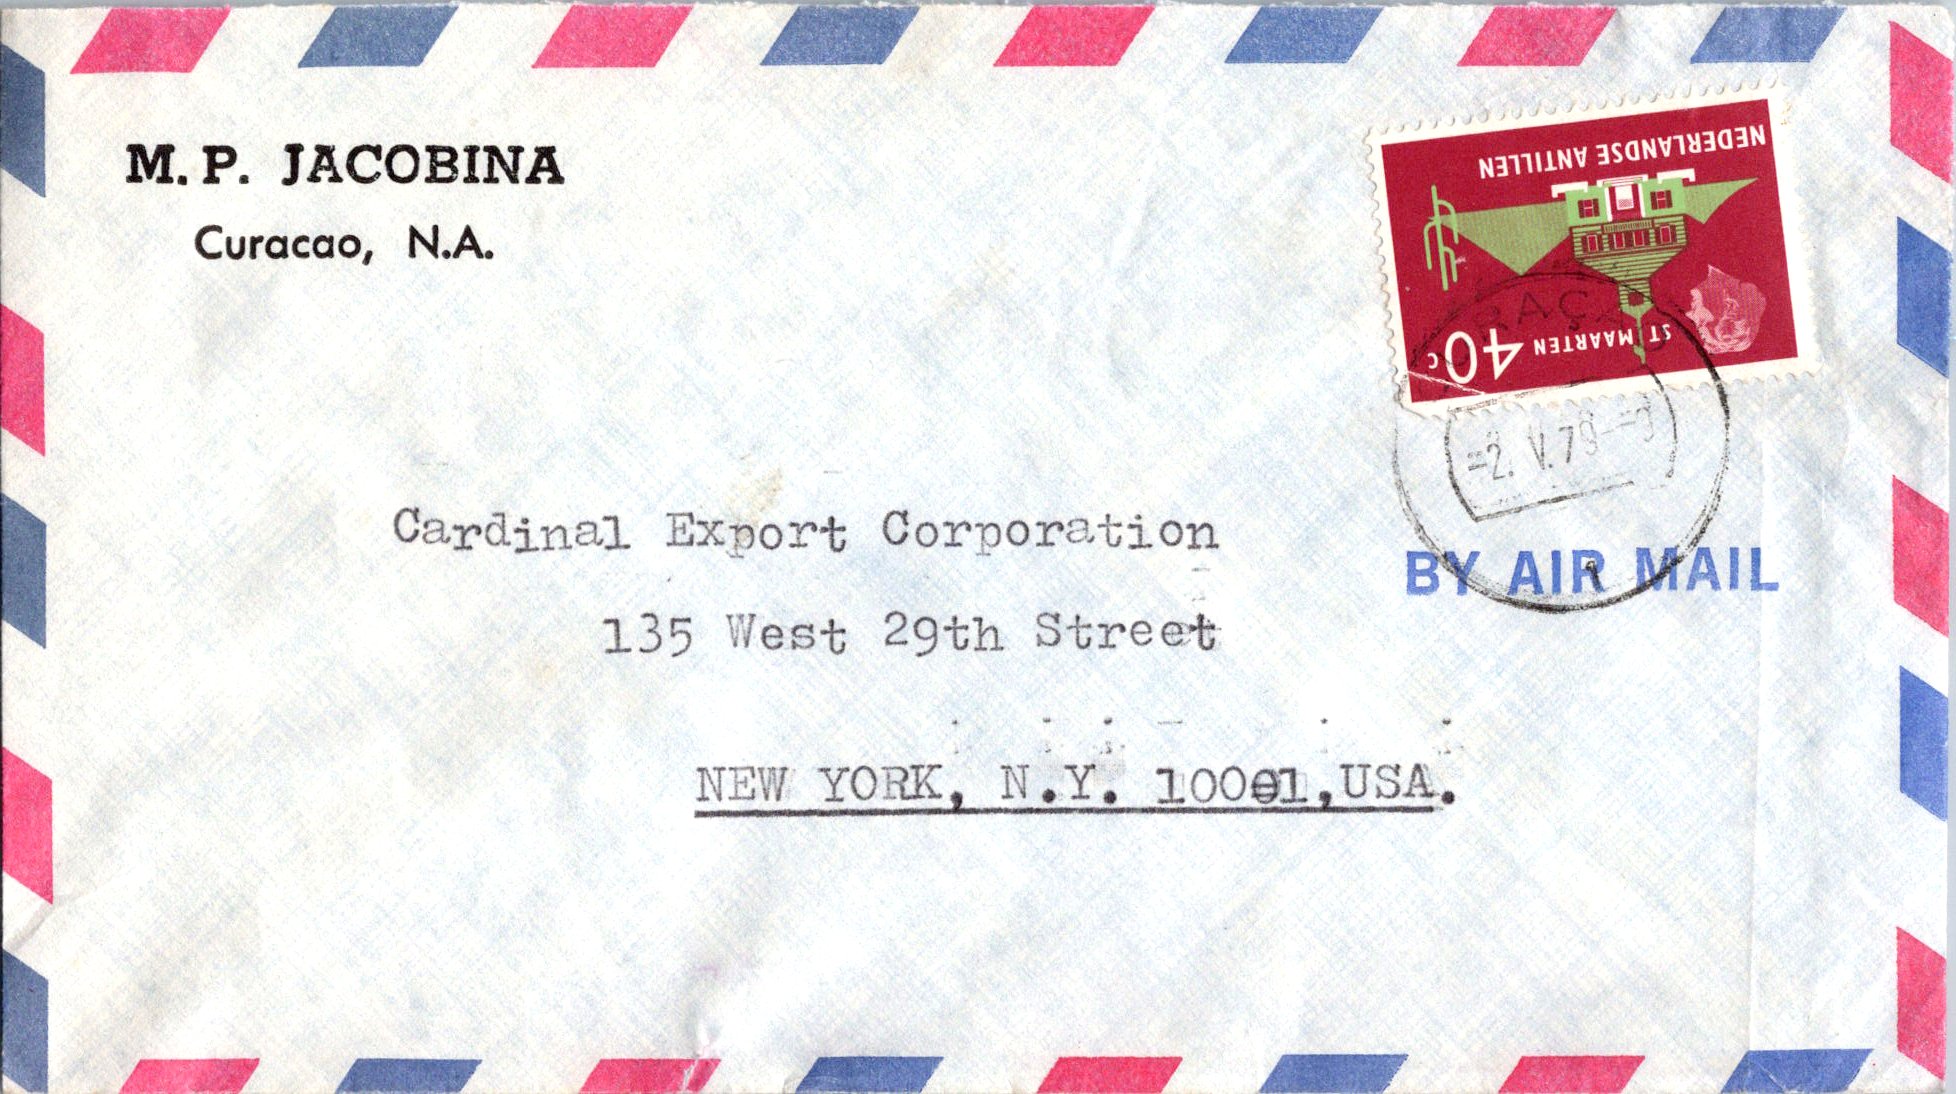 M. P. JACOBINA
Curacao, N.A.
NEDERLANDSE ANTILLEN
ST MAARTEN 40c
-2. V. 79
BY AIR MAIL
Cardinal Export Corporation
135 West 29th Street
NEW YORK, N.Y. 10001,USA.